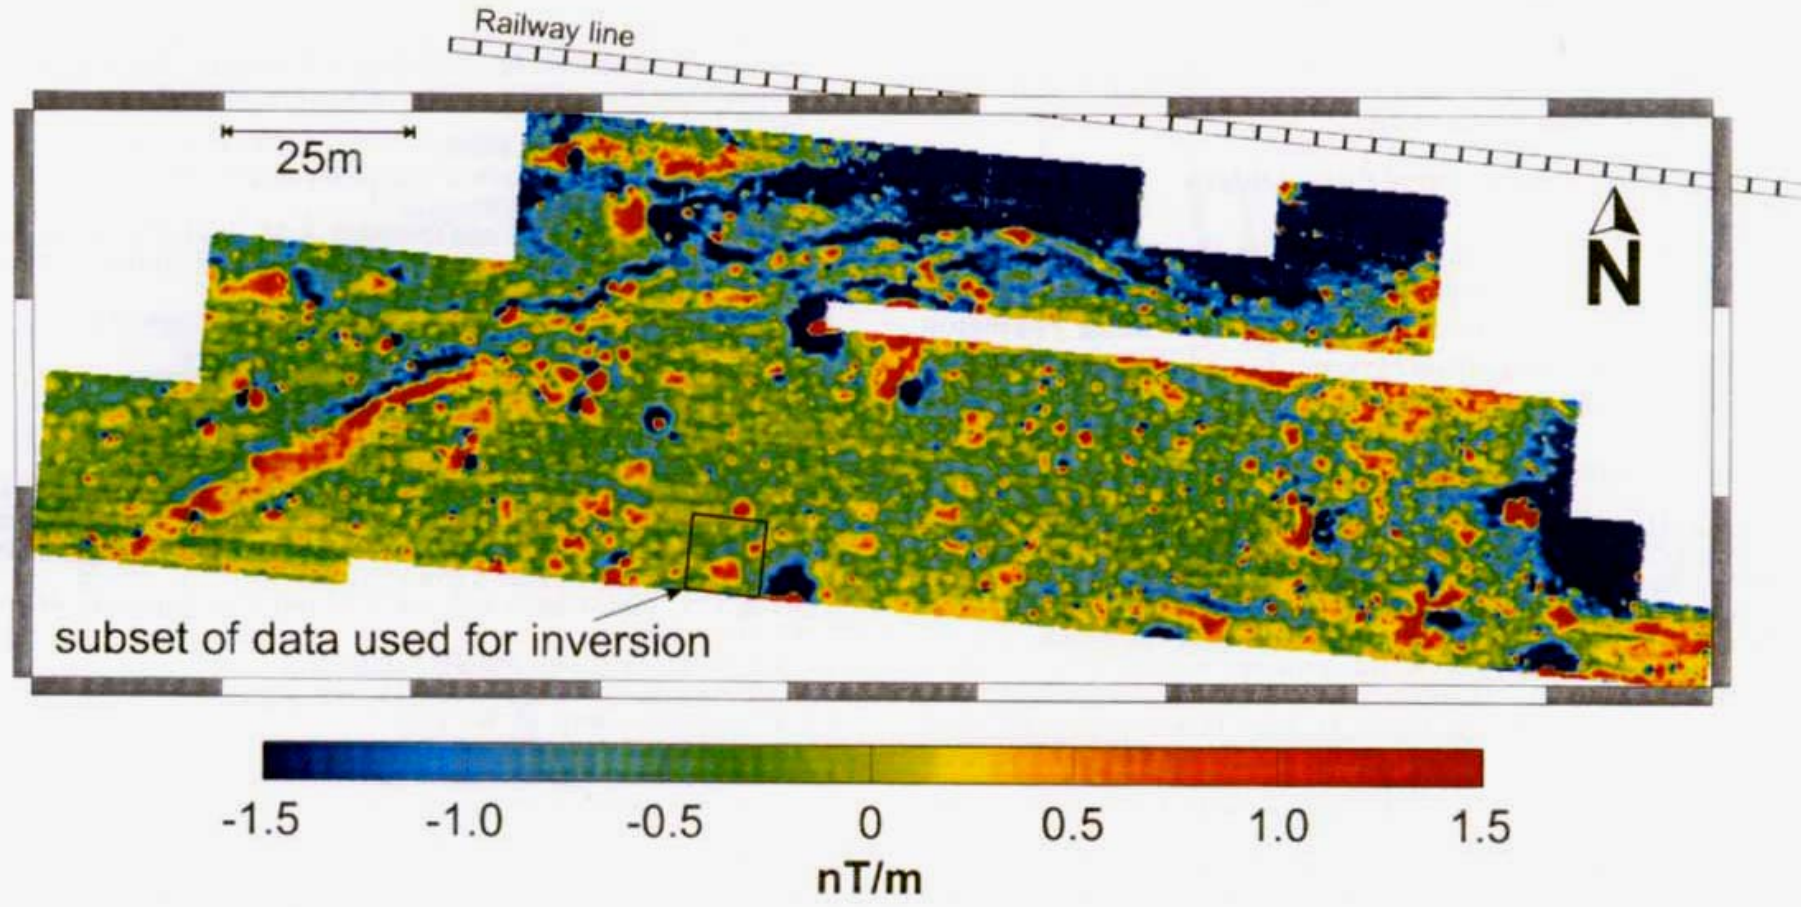 Railway line
25m
N
subset of data used for inversion
-1.5 -1.0 -0.5 0 0.5 1.0 1.5
nT/m